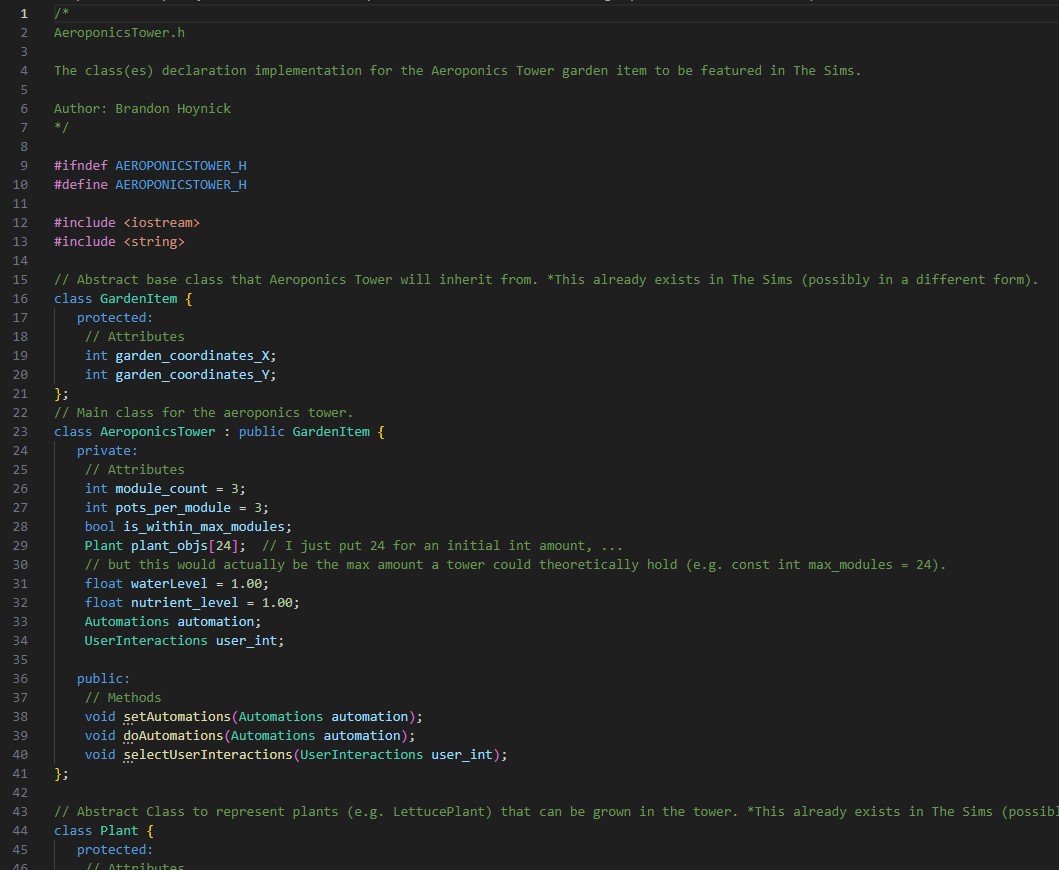 1 /*
2 AeroponicsTower.h
3
4 The class(es) declaration implementation for the Aeroponics Tower garden item to be featured in The Sims.
5
6 Author: Brandon Hoynick
7 */
8
9 #ifndef AEROPONICSTOWER_H
10 #define AEROPONICSTOWER_H
11
12 #include <iostream>
13 #include <string>
14
15 // Abstract base class that Aeroponics Tower will inherit from. *This already exists in The Sims (possibly in a different form).
16 class GardenItem {
17 protected:
18 // Attributes
19 int garden_coordinates_X;
20 int garden_coordinates_Y;
21 };
22 // Main class for the aeroponics tower.
23 class AeroponicsTower : public GardenItem {
24 private:
25 // Attributes
26 int module_count = 3;
27 int pots_per_module = 3;
28 bool is_within_max_modules;
29 Plant plant_objs[24]; // I just put 24 for an initial int amount, ...
30 // but this would actually be the max amount a tower could theoretically hold (e.g. const int max_modules = 24).
31 float waterLevel = 1.00;
32 float nutrient_level = 1.00;
33 Automations automation;
34 UserInteractions user_int;
35
36 public:
37 // Methods
38 void setAutomations(Automations automation);
39 void doAutomations(Automations automation);
40 void selectUserInteractions(UserInteractions user_int);
41 };
42
43 // Abstract Class to represent plants (e.g. LettucePlant) that can be grown in the tower. *This already exists in The Sims (possibl
44 class Plant {
45 protected:
46 // Attributes